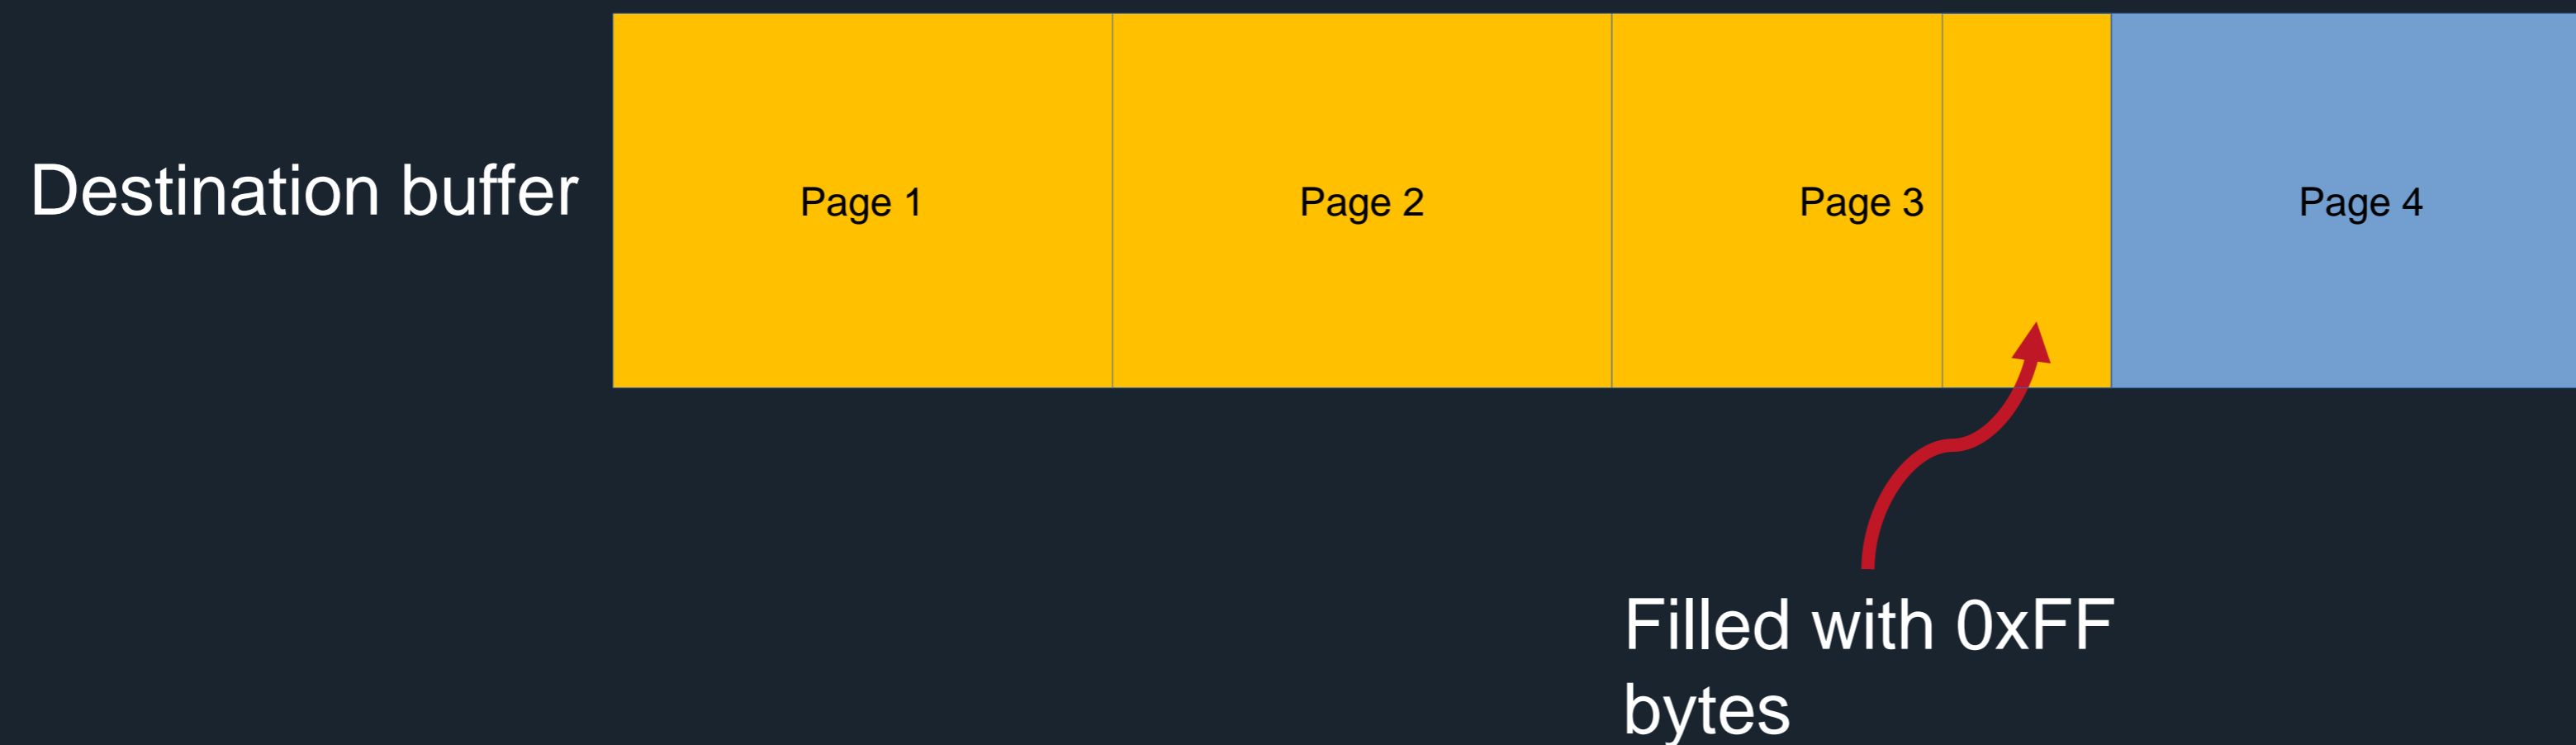 Destination buffer
Page 1
Page 2
Page 3
Page 4
Filled with 0xFF
bytes